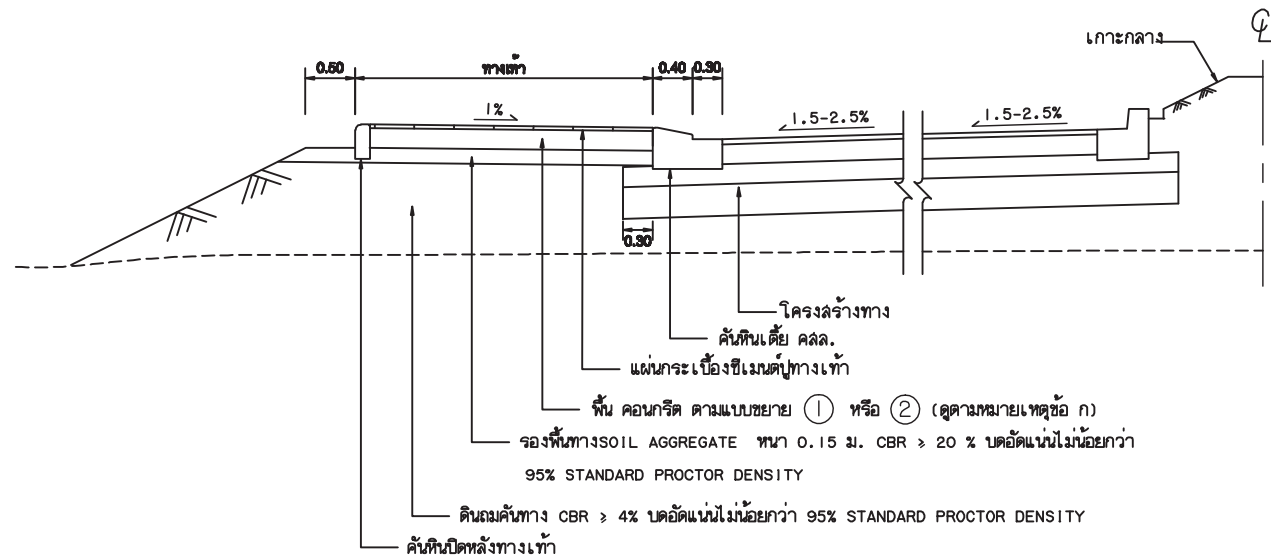 ℄
เกาะกลาง
0.50 ทางเท้า 0.40 0.30
1% 1.5-2.5% 1.5-2.5%
0.30
โครงสร้างทาง
คันหินเตี้ย คสล.
แผ่นกระเบื้องซีเมนต์ปูทางเท้า
พื้น คอนกรีต ตามแบบขยาย 1 หรือ 2 (ดูตามหมายเหตุข้อ ก)
รองพื้นทางSOIL AGGREGATE หนา 0.15 ม. CBR ⩾ 20 % บดอัดแน่นไม่น้อยกว่า
95% STANDARD PROCTOR DENSITY
ดินถมคันทาง CBR ⩾ 4% บดอัดแน่นไม่น้อยกว่า 95% STANDARD PROCTOR DENSITY
คันหินปิดหลังทางเท้า